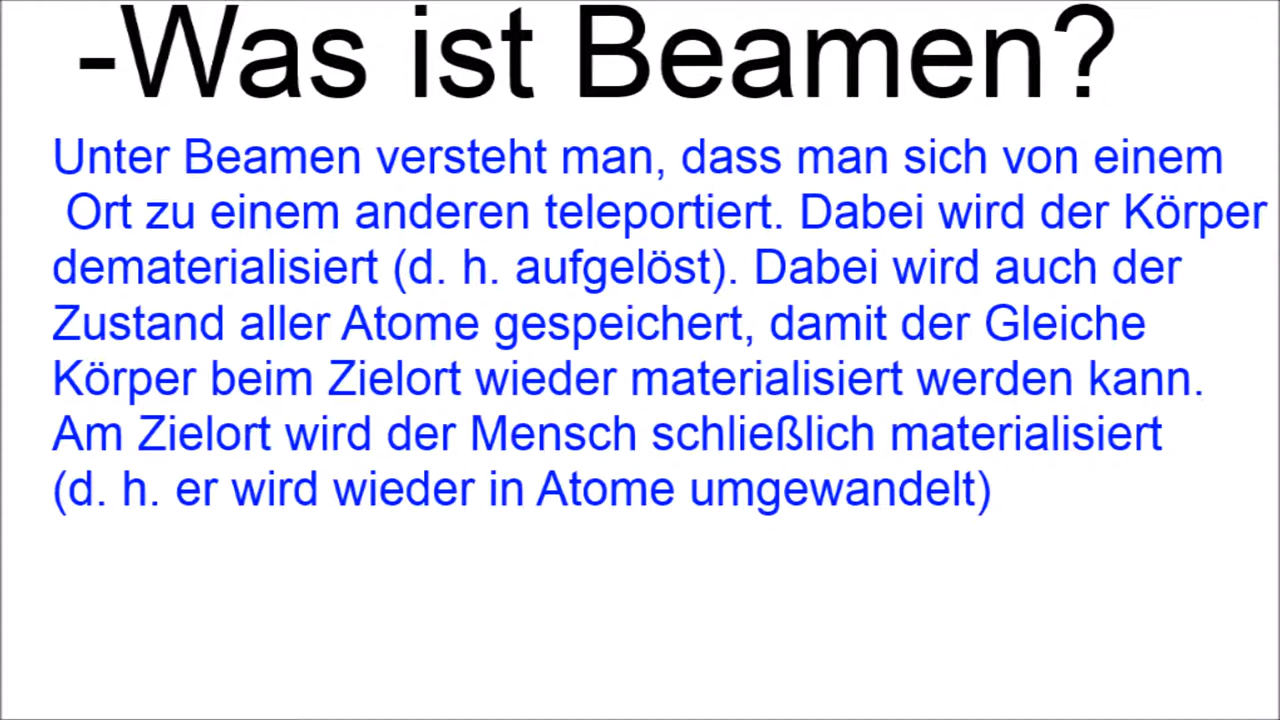 -Was ist Beamen?
Unter Beamen versteht man, dass man sich von einem
Ort zu einem anderen teleportiert. Dabei wird der Körper
dematerialisiert (d. h. aufgelöst). Dabei wird auch der
Zustand aller Atome gespeichert, damit der Gleiche
Körper beim Zielort wieder materialisiert werden kann.
Am Zielort wird der Mensch schließlich materialisiert
(d. h. er wird wieder in Atome umgewandelt)